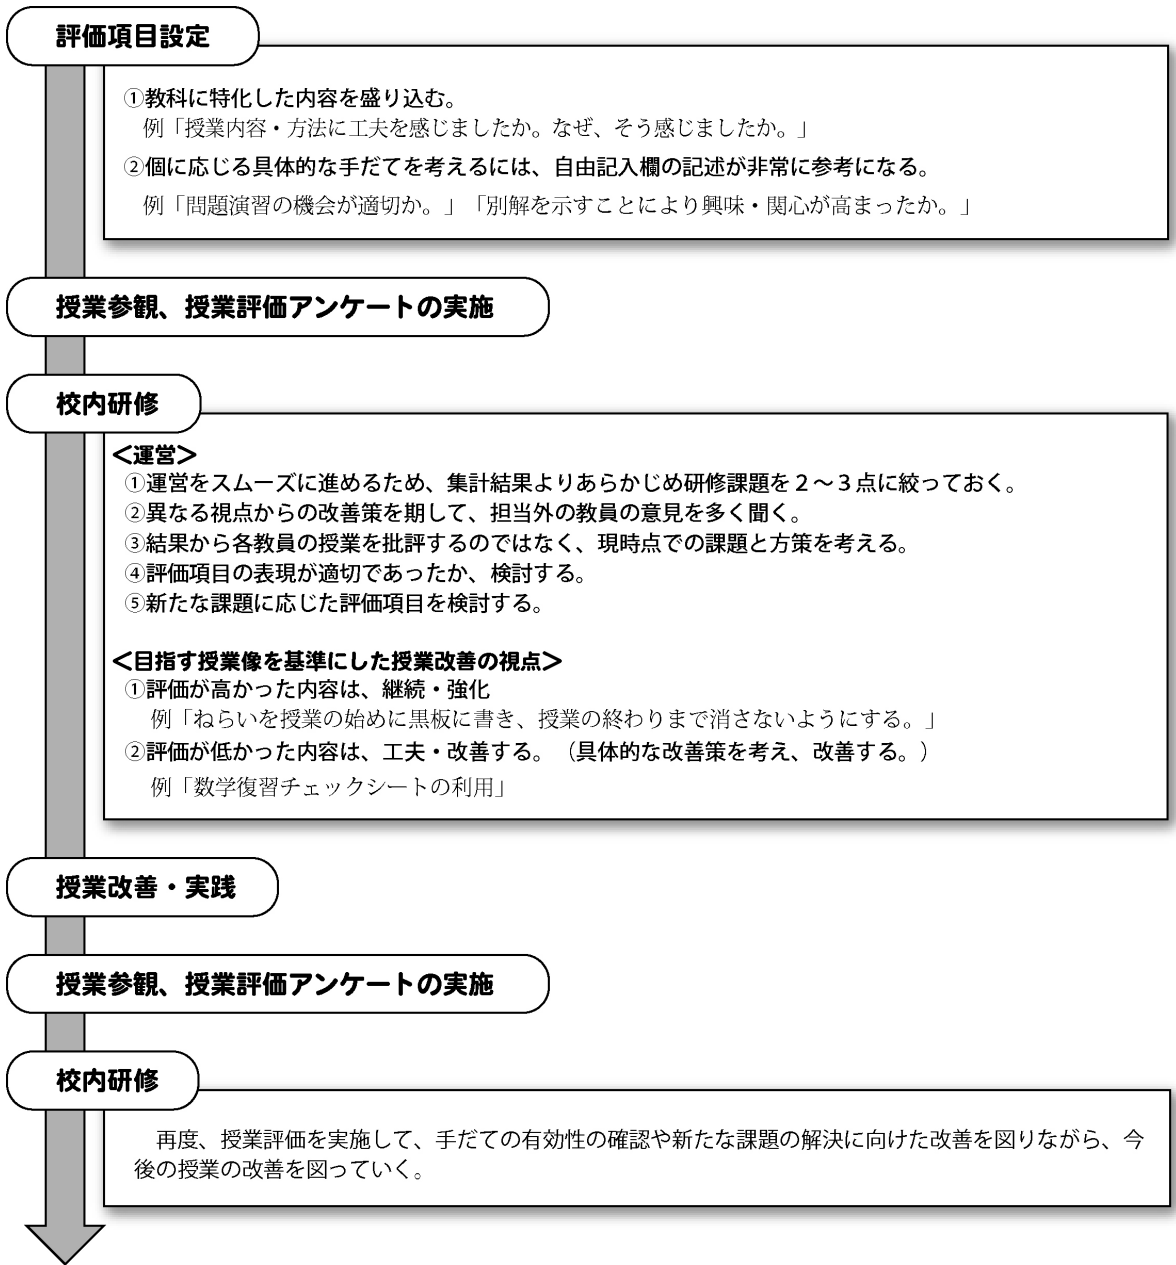 評価項目設定
①教科に特化した内容を盛り込む。
例「授業内容・方法に工夫を感じましたか。なぜ、そう感じましたか。」
②個に応じる具体的な手だてを考えるには、自由記入欄の記述が非常に参考になる。
例「問題演習の機会が適切か。」「別解を示すことにより興味・関心が高まったか。」
授業参観、授業評価アンケートの実施
校内研修
＜運営＞
①運営をスムーズに進めるため、集計結果よりあらかじめ研修課題を２～３点に絞っておく。
②異なる視点からの改善策を期して、担当外の教員の意見を多く聞く。
③結果から各教員の授業を批評するのではなく、現時点での課題と方策を考える。
④評価項目の表現が適切であったか、検討する。
⑤新たな課題に応じた評価項目を検討する。
＜目指す授業像を基準にした授業改善の視点＞
①評価が高かった内容は、継続・強化
例「ねらいを授業の始めに黒板に書き、授業の終わりまで消さないようにする。」
②評価が低かった内容は、工夫・改善する。（具体的な改善策を考え、改善する。）
例「数学復習チェックシートの利用」
授業改善・実践
授業参観、授業評価アンケートの実施
校内研修
再度、授業評価を実施して、手だての有効性の確認や新たな課題の解決に向けた改善を図りながら、今
後の授業の改善を図っていく。